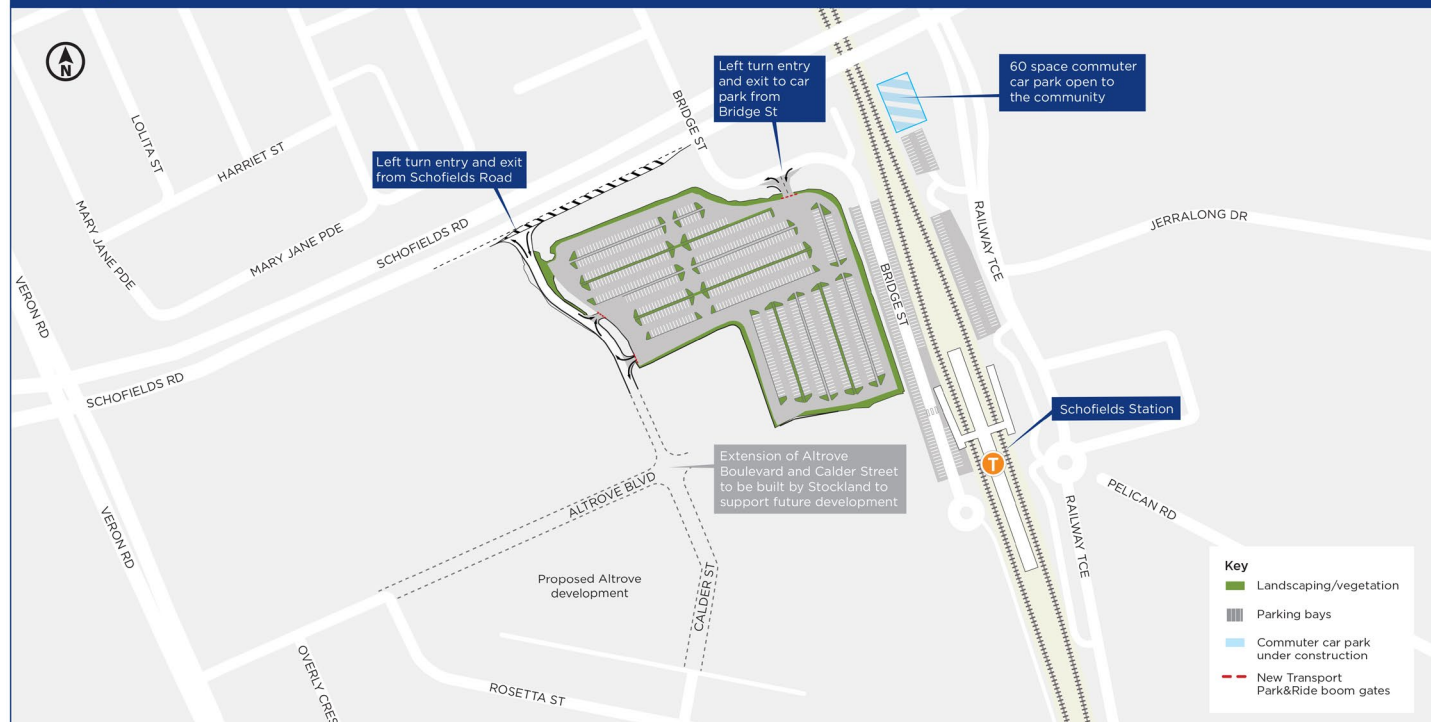 N
LOLITA ST
HARRIET ST
MARY JANE PDE
MARY JANE PDE
SCHOFIELDS RD
SCHOFIELDS RD
VERON RD
VERON RD
Left turn entry and exit
from Schofields Road
BRIDGE ST
Left turn entry
and exit to car
park from
Bridge St
60 space commuter
car park open to
the community
RAILWAY TCE
JERRALONG DR
BRIDGE ST
Schofields Station
T
PELICAN RD
RAILWAY TCE
Extension of Altrove
Boulevard and Calder Street
to be built by Stockland to
support future development
ALTROVE BLVD
Proposed Altrove
development
CALDER ST
OVERLY CRES
ROSETTA ST
Key
Landscaping/vegetation
Parking bays
Commuter car park
under construction
New Transport
Park&Ride boom gates